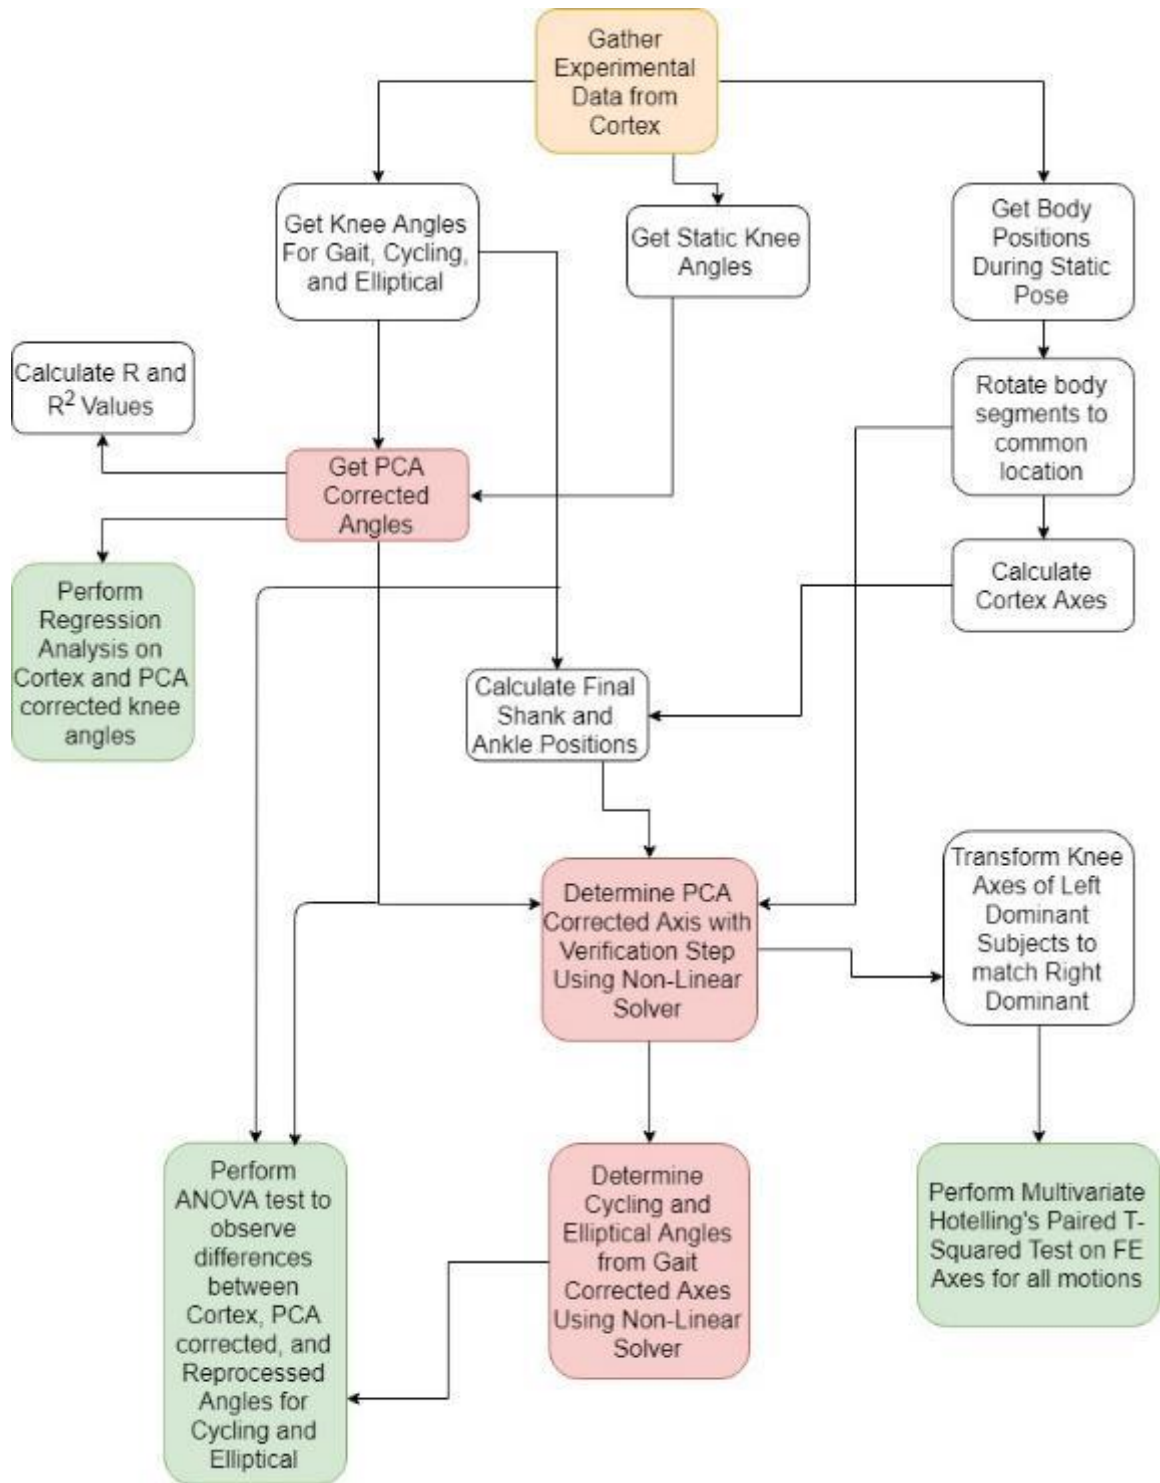 Gather
Experimental
Data from
Cortex
Get Knee Angles
For Gait, Cycling,
and Elliptical
Get Static Knee
Angles
Get Body
Positions
During Static
Pose
Calculate R and
R² Values
Rotate body
segments to
common
location
Get PCA
Corrected
Angles
Perform
Regression
Analysis on
Cortex and PCA
corrected knee
angles
Calculate
Cortex Axes
Calculate Final
Shank and
Ankle Positions
Determine PCA
Corrected Axis with
Verification Step
Using Non-Linear
Solver
Transform Knee
Axes of Left
Dominant
Subjects to
match Right
Dominant
Perform
ANOVA test to
observe
differences
between
Cortex, PCA
corrected, and
Reprocessed
Angles for
Cycling and
Elliptical
Determine
Cycling and
Elliptical Angles
from Gait
Corrected Axes
Using Non-Linear
Solver
Perform Multivariate
Hotelling's Paired T-
Squared Test on FE
Axes for all motions